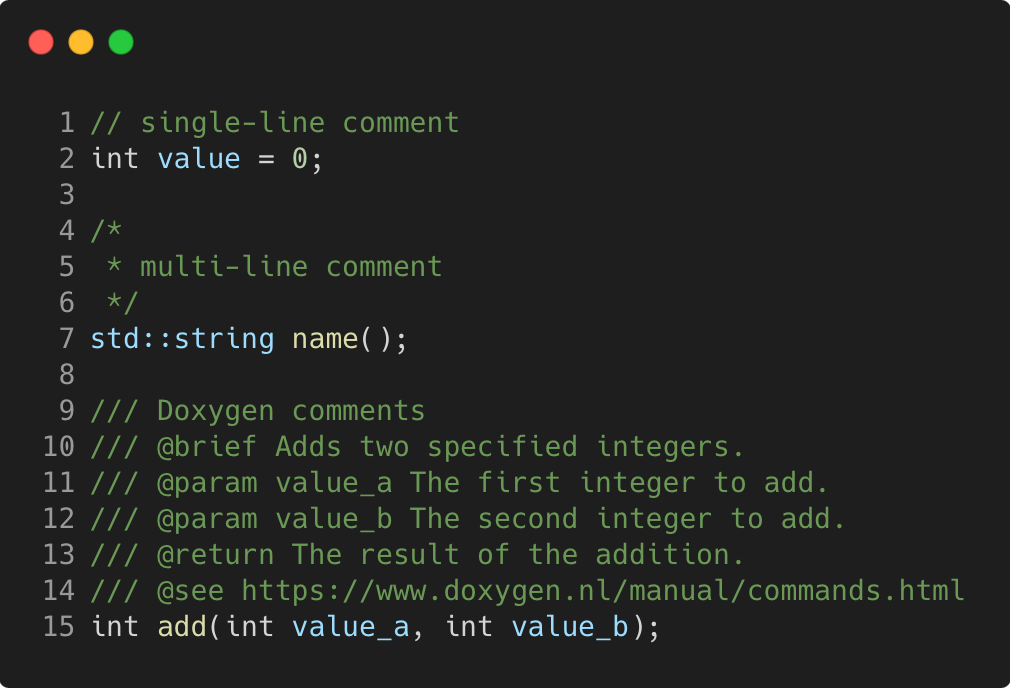 1 // single-line comment
2 int value = 0;
3
4 /*
5  * multi-line comment
6  */
7 std::string name();
8
9 /// Doxygen comments
10 /// @brief Adds two specified integers.
11 /// @param value_a The first integer to add.
12 /// @param value_b The second integer to add.
13 /// @return The result of the addition.
14 /// @see https://www.doxygen.nl/manual/commands.html
15 int add(int value_a, int value_b);